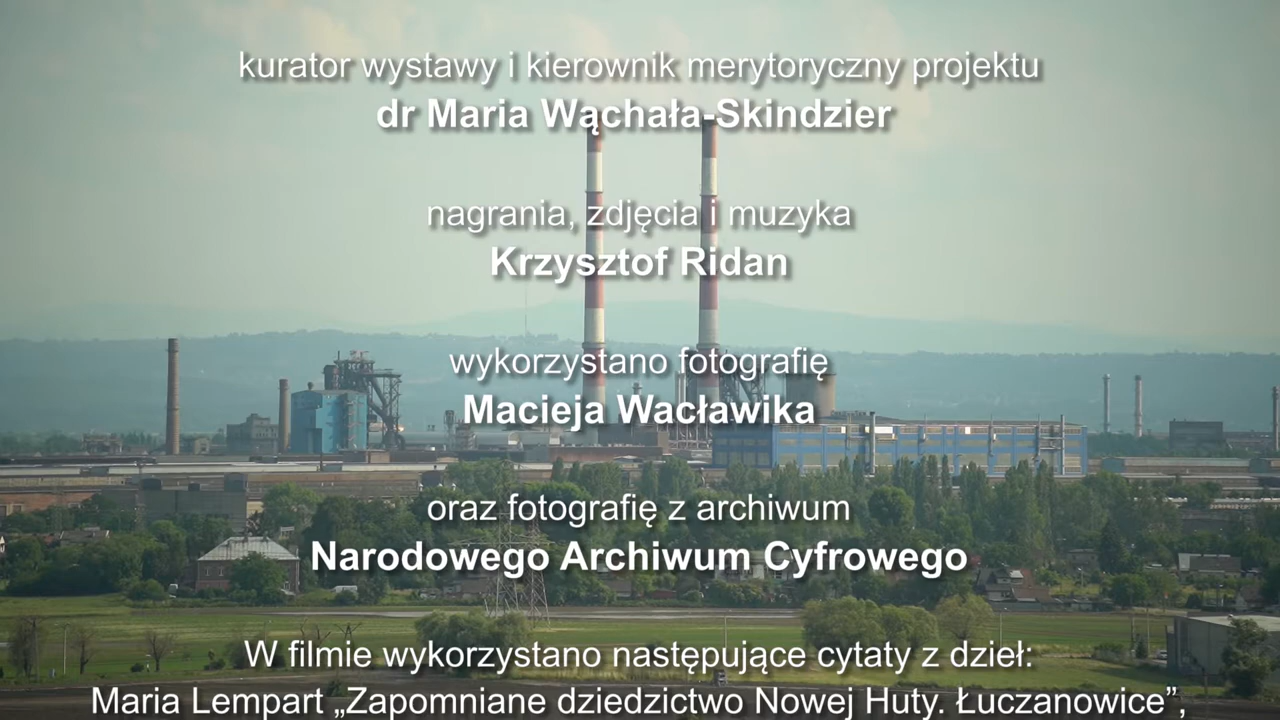 kurator wystawy i kierownik merytoryczny projektu
dr Maria Wąchała-Skindzier
nagrania, zdjęcia i muzyka
Krzysztof Ridan
wykorzystano fotografię
Macieja Wacławika
oraz fotografię z archiwum
Narodowego Archiwum Cyfrowego
W filmie wykorzystano następujące cytaty z dzieł:
Maria Lempart „Zapomniane dziedzictwo Nowej Huty. Łuczanowice”,